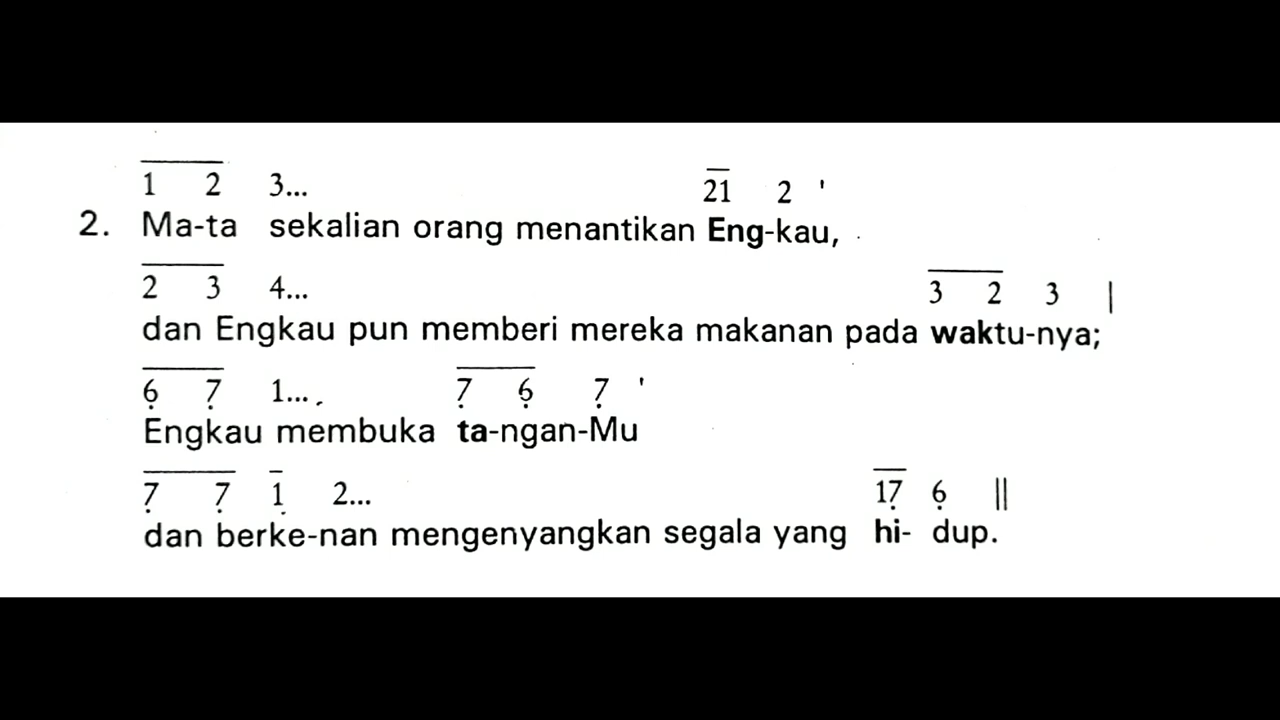 1 2 3... 21 2 '
2. Ma-ta sekalian orang menantikan Eng-kau,
2 3 4... 3 2 3 |
dan Engkau pun memberi mereka makanan pada waktu-nya;
6̣ 7̣ 1... 7̣ 6̣ 7̣ '
Engkau membuka ta-ngan-Mu
7̣ 7̣ 1 2... 17̣ 6̣ ||
dan berke-nan mengenyangkan segala yang hi- dup.